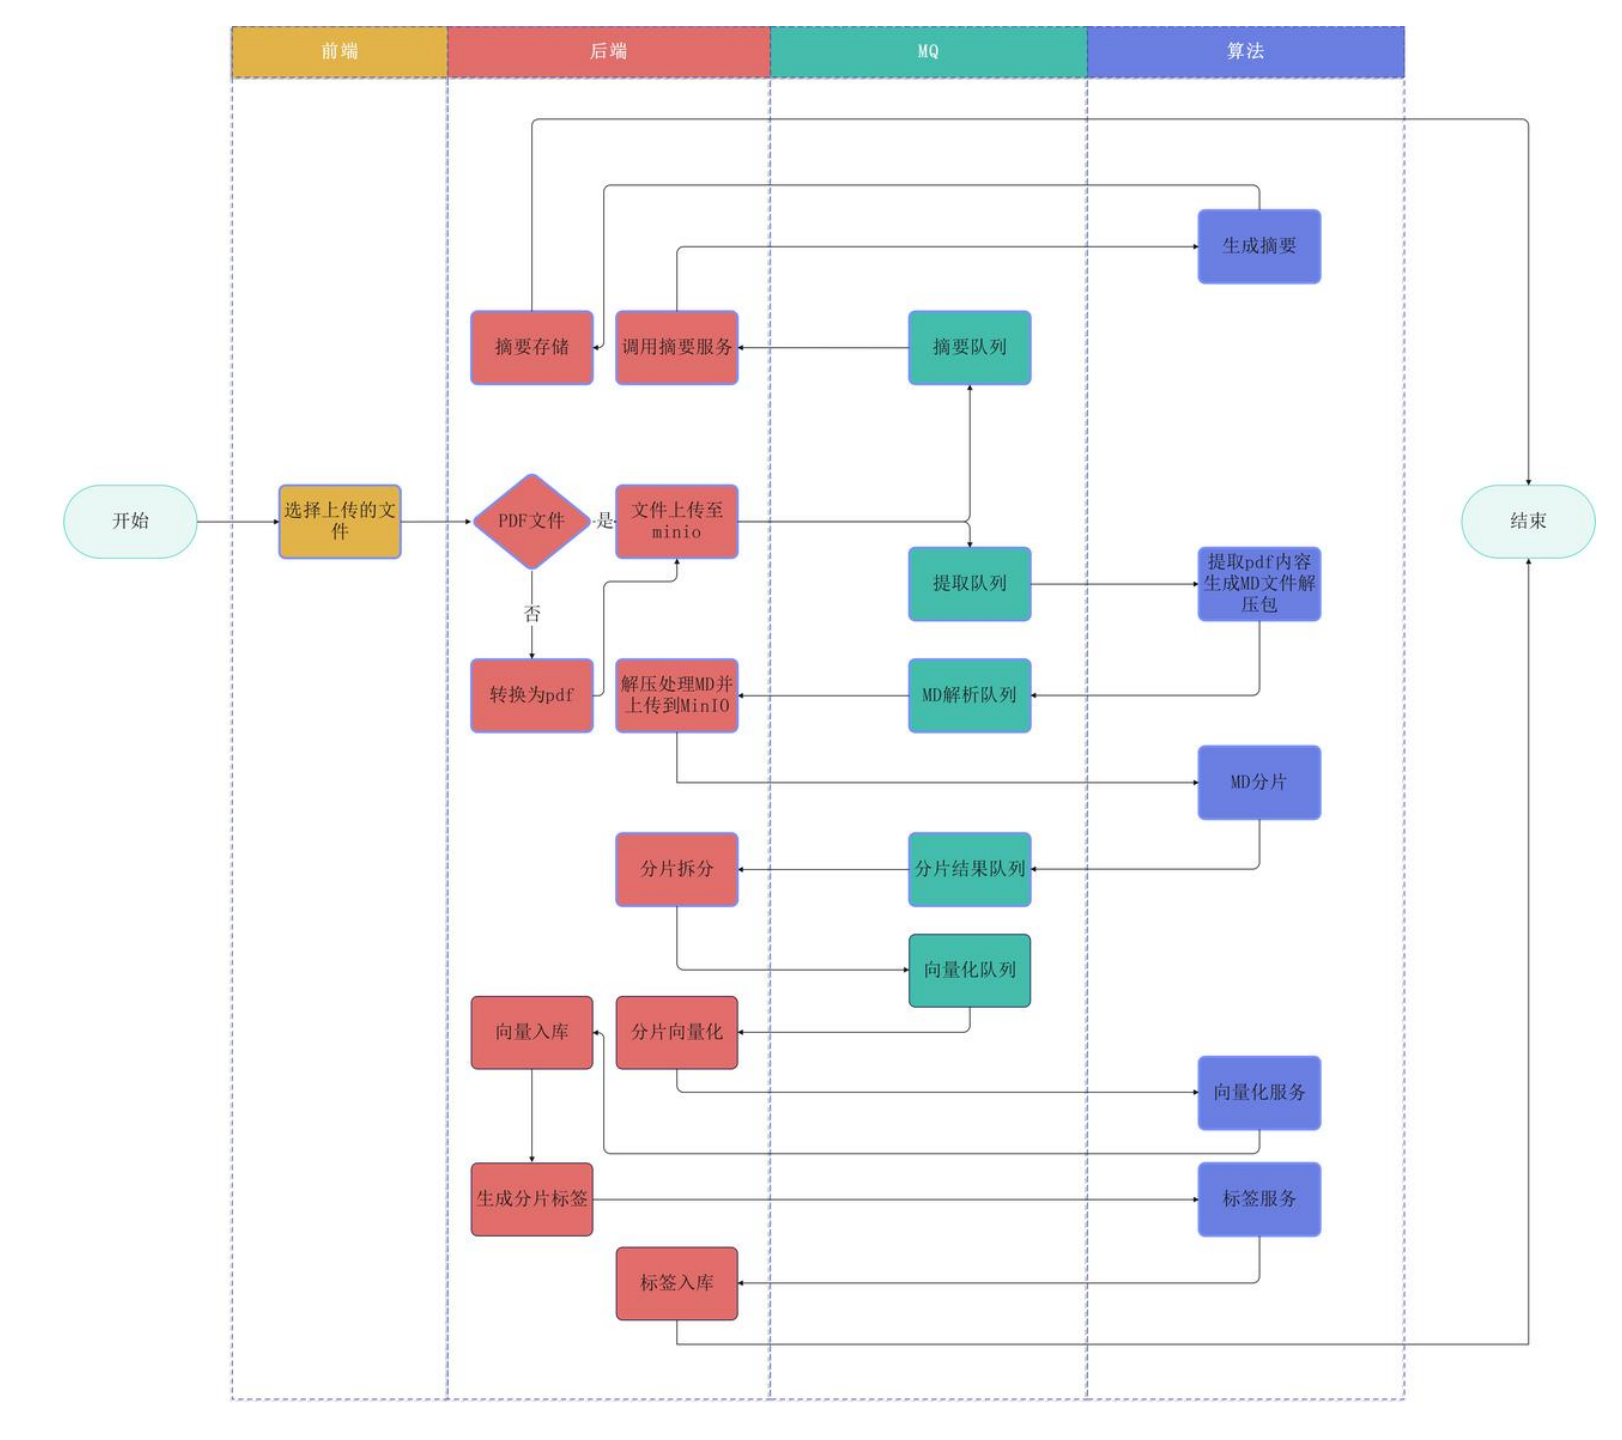 前端
后端
MQ
算法
生成摘要
摘要存储
调用摘要服务
摘要队列
开始
选择上传的文
件
PDF文件
是
文件上传至
minio
结束
提取队列
提取pdf内容
生成MD文件解
压包
否
转换为pdf
解压处理MD并
上传到MinIO
MD解析队列
MD分片
分片拆分
分片结果队列
向量化队列
向量入库
分片向量化
向量化服务
生成分片标签
标签服务
标签入库